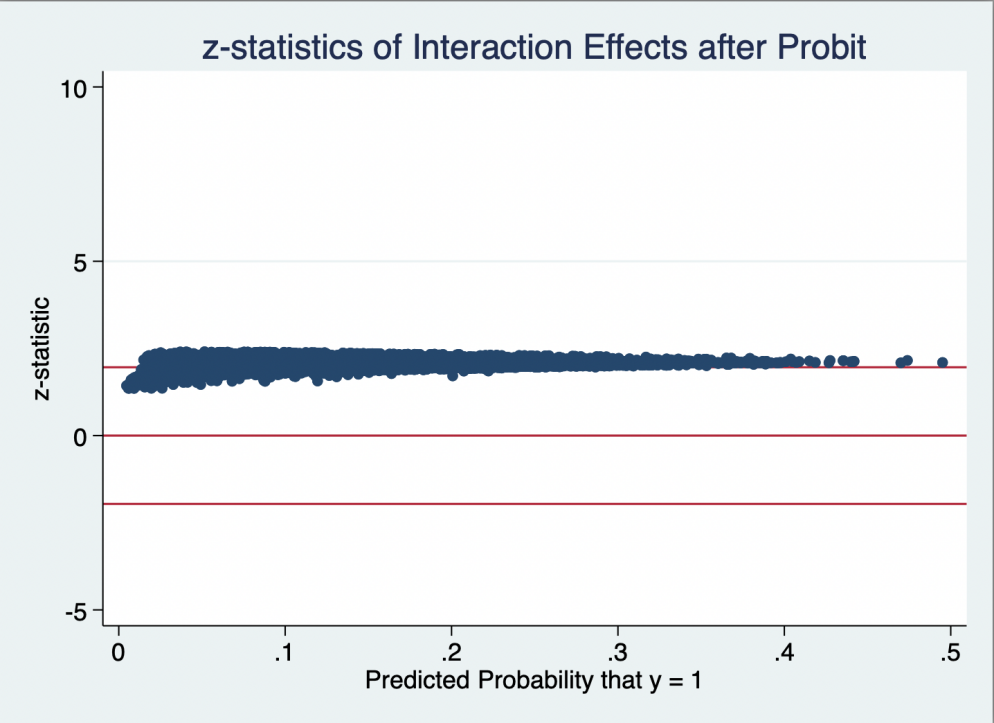 z-statistics of Interaction Effects after Probit
10
5
0
-5
z-statistic
0 .1 .2 .3 .4 .5
Predicted Probability that y = 1